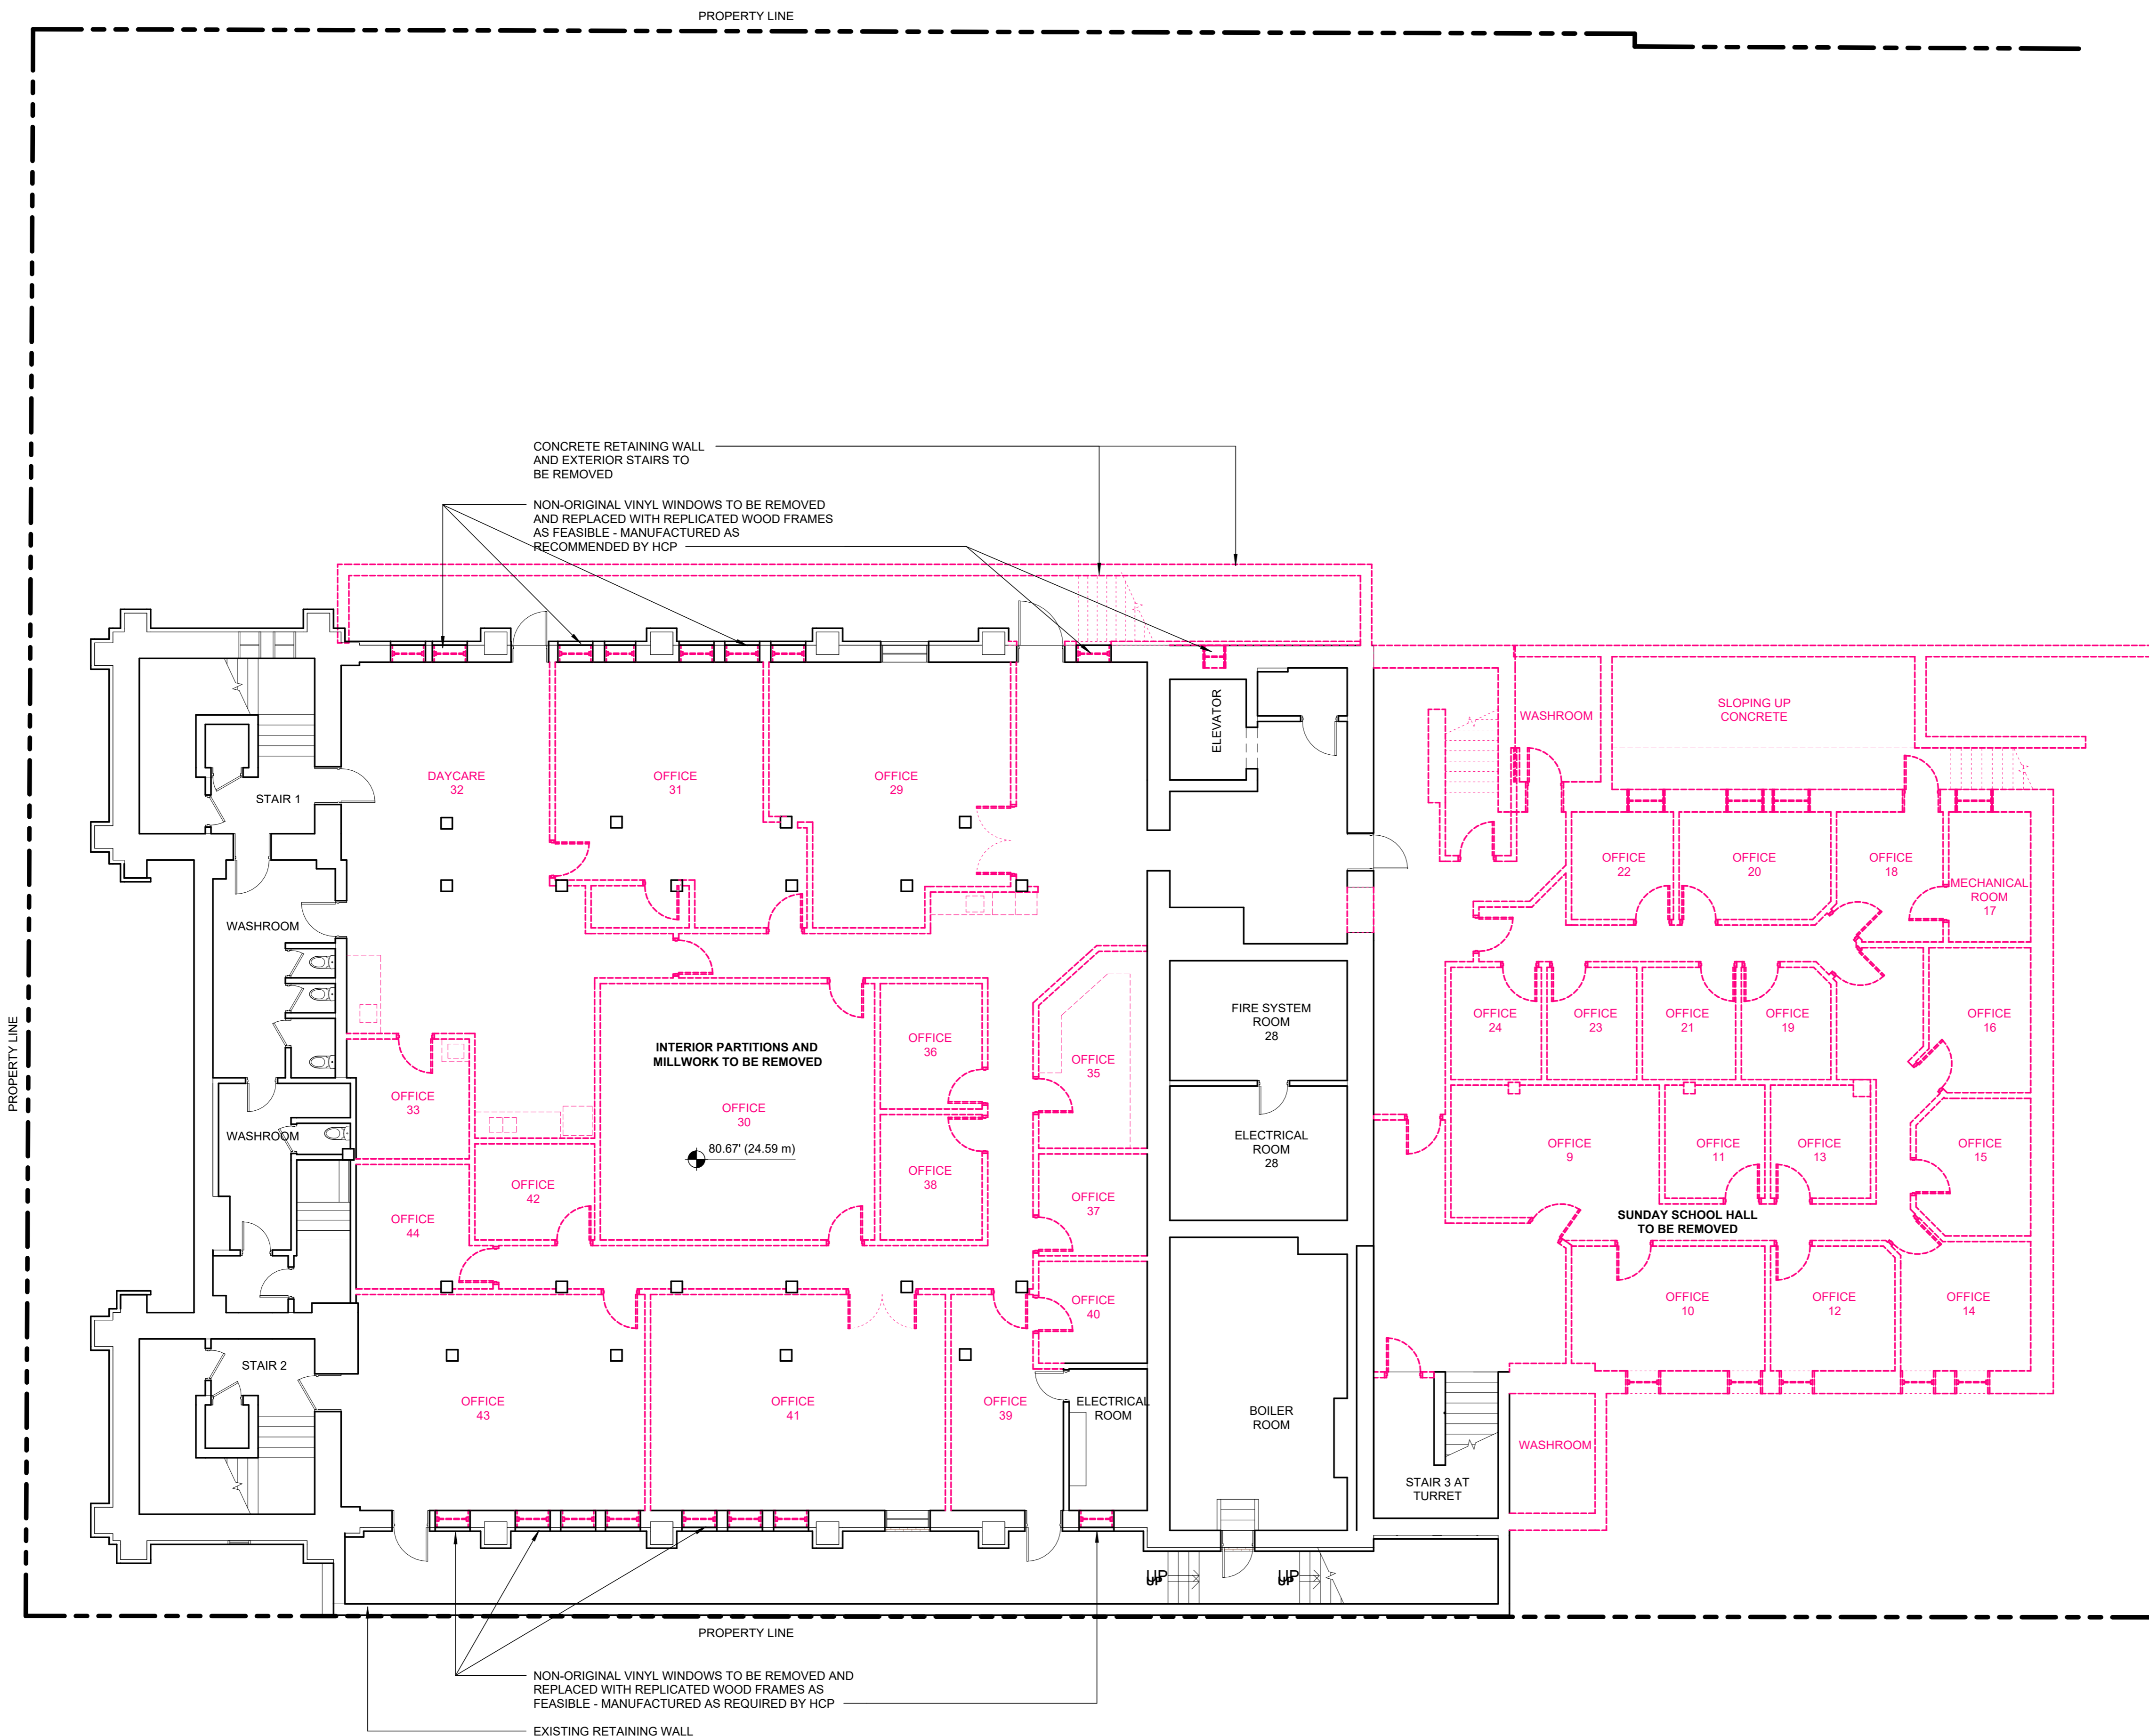 PROPERTY LINE
CONCRETE RETAINING WALL
AND EXTERIOR STAIRS TO
BE REMOVED
NON-ORIGINAL VINYL WINDOWS TO BE REMOVED
AND REPLACED WITH REPLICATED WOOD FRAMES
AS FEASIBLE - MANUFACTURED AS
RECOMMENDED BY HCP
ELEVATOR
WASHROOM
SLOPING UP
CONCRETE
DAYCARE
32
OFFICE
31
OFFICE
29
STAIR 1
OFFICE
22
OFFICE
20
OFFICE
18
MECHANICAL
ROOM
17
WASHROOM
FIRE SYSTEM
ROOM
28
OFFICE
24
OFFICE
23
OFFICE
21
OFFICE
19
OFFICE
16
INTERIOR PARTITIONS AND
MILLWORK TO BE REMOVED
OFFICE
36
OFFICE
35
PROPERTY LINE
OFFICE
33
OFFICE
30
80.67' (24.59 m)
WASHROOM
ELECTRICAL
ROOM
28
OFFICE
9
OFFICE
11
OFFICE
13
OFFICE
15
OFFICE
42
OFFICE
38
OFFICE
37
OFFICE
44
SUNDAY SCHOOL HALL
TO BE REMOVED
OFFICE
40
OFFICE
10
OFFICE
12
OFFICE
14
STAIR 2
OFFICE
43
OFFICE
41
OFFICE
39
ELECTRICAL
ROOM
BOILER
ROOM
WASHROOM
STAIR 3 AT
TURRET
UP
UP
UP
UP
PROPERTY LINE
NON-ORIGINAL VINYL WINDOWS TO BE REMOVED AND
REPLACED WITH REPLICATED WOOD FRAMES AS
FEASIBLE - MANUFACTURED AS REQUIRED BY HCP
EXISTING RETAINING WALL